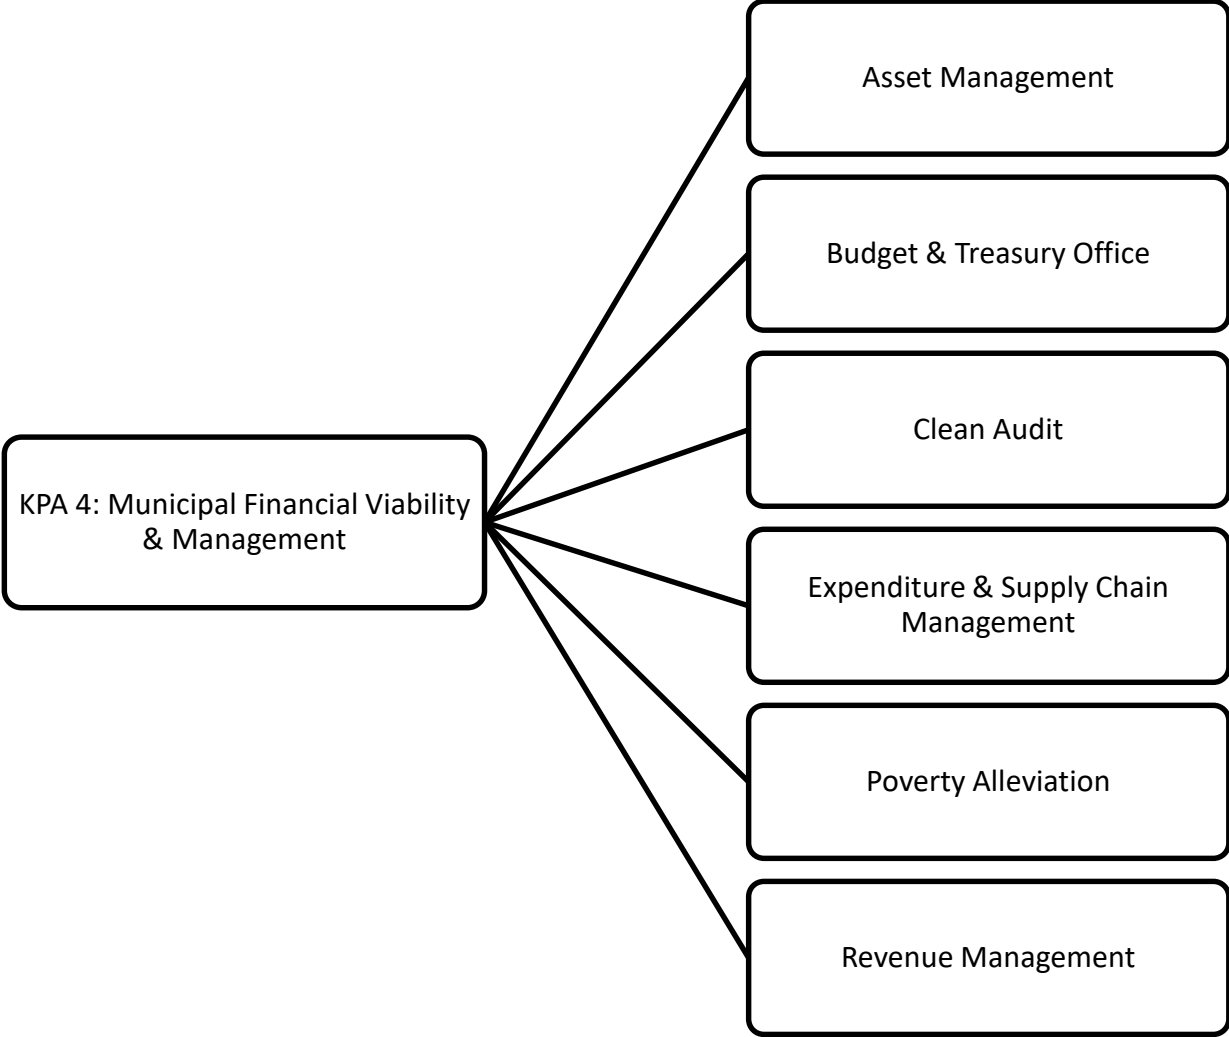 Asset Management
Budget & Treasury Office
Clean Audit
KPA 4: Municipal Financial Viability
& Management
Expenditure & Supply Chain
Management
Poverty Alleviation
Revenue Management